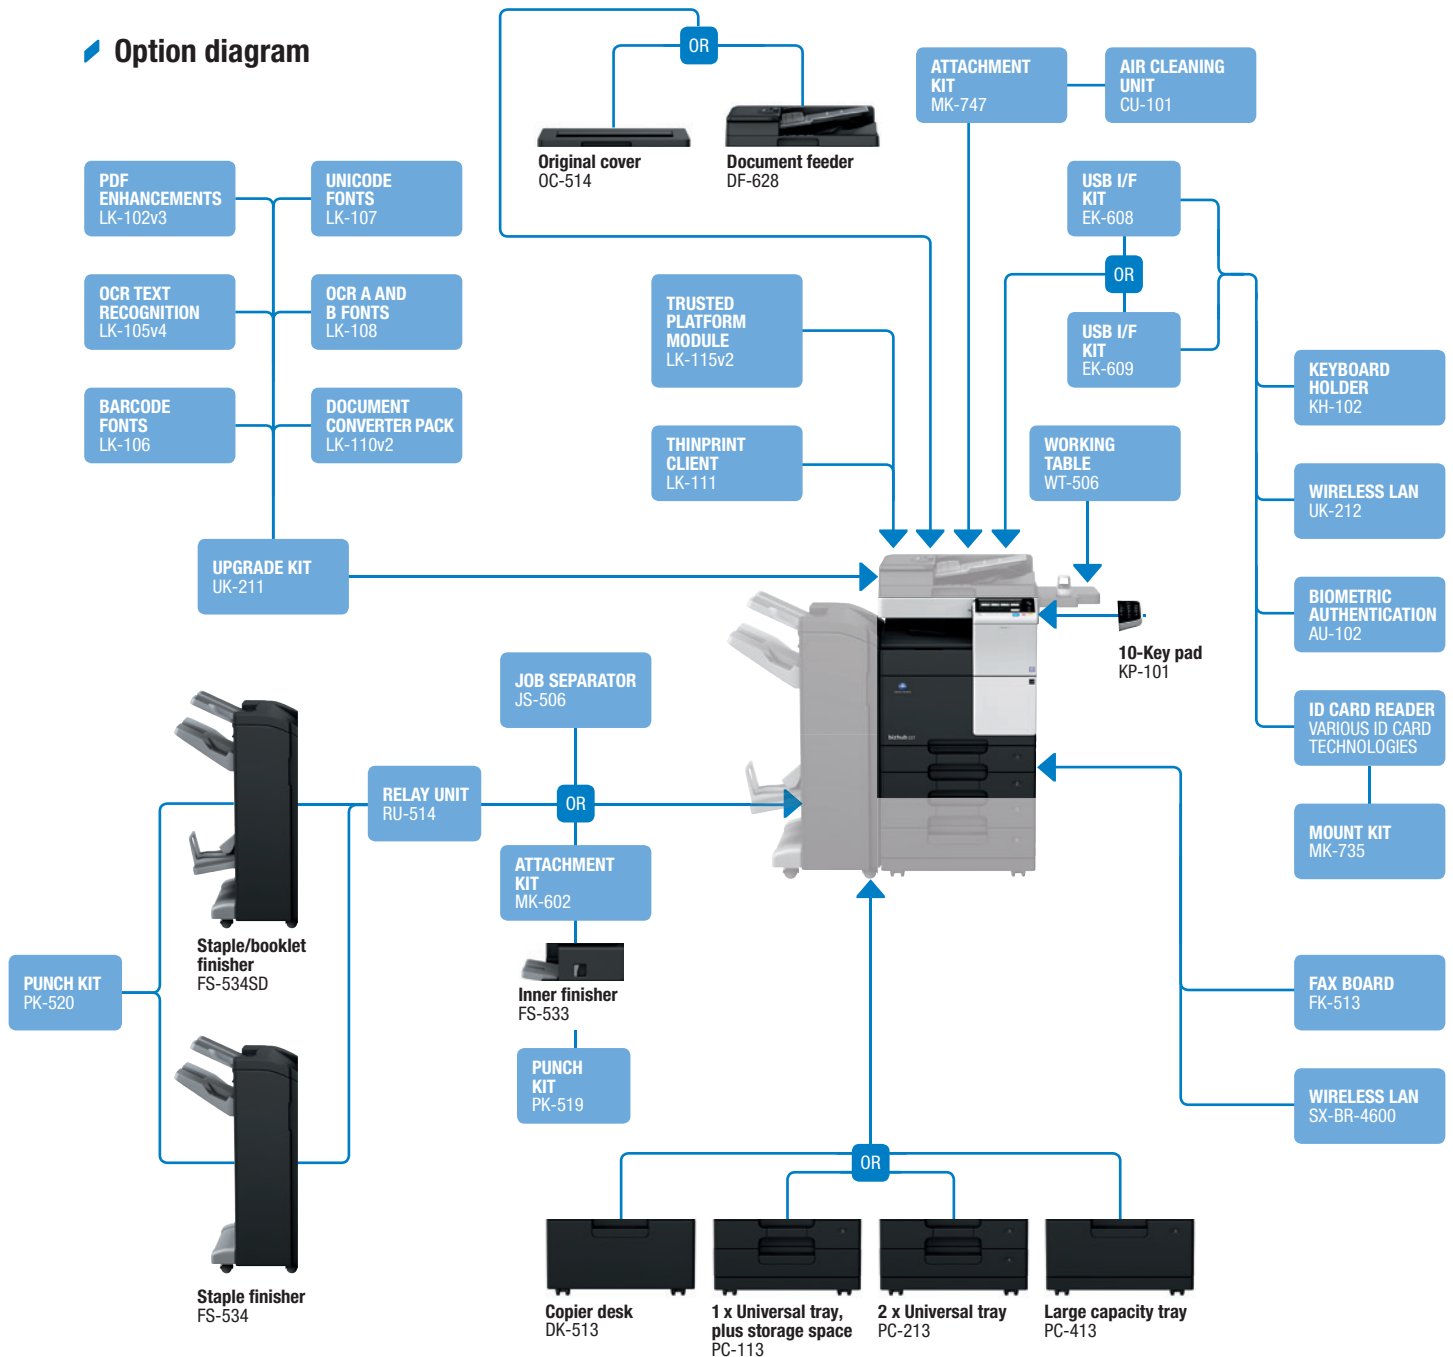 Option diagram
OR
Original cover
OC-514
Document feeder
DF-628
ATTACHMENT
KIT
MK-747
AIR CLEANING
UNIT
CU-101
PDF
ENHANCEMENTS
LK-102v3
UNICODE
FONTS
LK-107
OCR TEXT
RECOGNITION
LK-105v4
OCR A AND
B FONTS
LK-108
BARCODE
FONTS
LK-106
DOCUMENT
CONVERTER PACK
LK-110v2
UPGRADE KIT
UK-211
TRUSTED
PLATFORM
MODULE
LK-115v2
THINPRINT
CLIENT
LK-111
USB I/F
KIT
EK-608
OR
USB I/F
KIT
EK-609
WORKING
TABLE
WT-506
KEYBOARD
HOLDER
KH-102
WIRELESS LAN
UK-212
BIOMETRIC
AUTHENTICATION
AU-102
ID CARD READER
VARIOUS ID CARD
TECHNOLOGIES
MOUNT KIT
MK-735
10-Key pad
KP-101
bizhub
JOB SEPARATOR
JS-506
RELAY UNIT
RU-514
OR
ATTACHMENT
KIT
MK-602
Inner finisher
FS-533
PUNCH
KIT
PK-519
Staple/booklet
finisher
FS-534SD
PUNCH KIT
PK-520
Staple finisher
FS-534
FAX BOARD
FK-513
WIRELESS LAN
SX-BR-4600
OR
Copier desk
DK-513
1 x Universal tray,
plus storage space
PC-113
2 x Universal tray
PC-213
Large capacity tray
PC-413